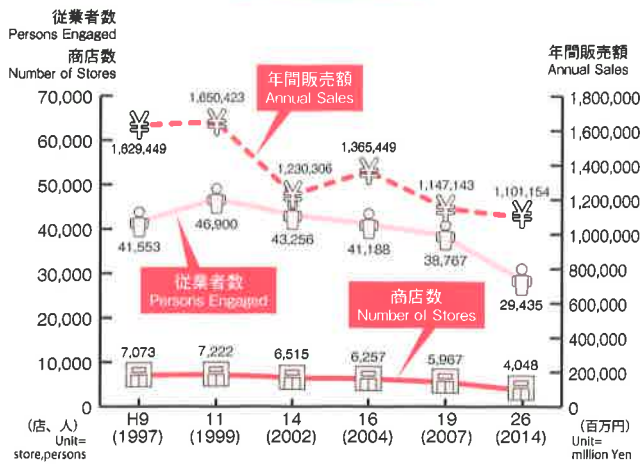 従業者数
Persons Engaged
商店数
Number of Stores
年間販売額
Annual Sales
70,000
60,000
50,000
40,000
30,000
20,000
10,000
0
1,800,000
1,600,000
1,400,000
1,200,000
1,000,000
800,000
600,000
400,000
200,000
0
年間販売額
Annual Sales
1,629,449
1,650,423
1,230,306
1,365,449
1,147,143
1,101,154
41,553
46,900
43,256
41,188
38,767
29,435
従業者数
Persons Engaged
商店数
Number of Stores
7,073
7,222
6,515
6,257
5,967
4,048
H9
(1997)
11
(1999)
14
(2002)
16
(2004)
19
(2007)
26
(2014)
(店、人)
Unit=
store,persons
(百万円)
Unit=
million Yen